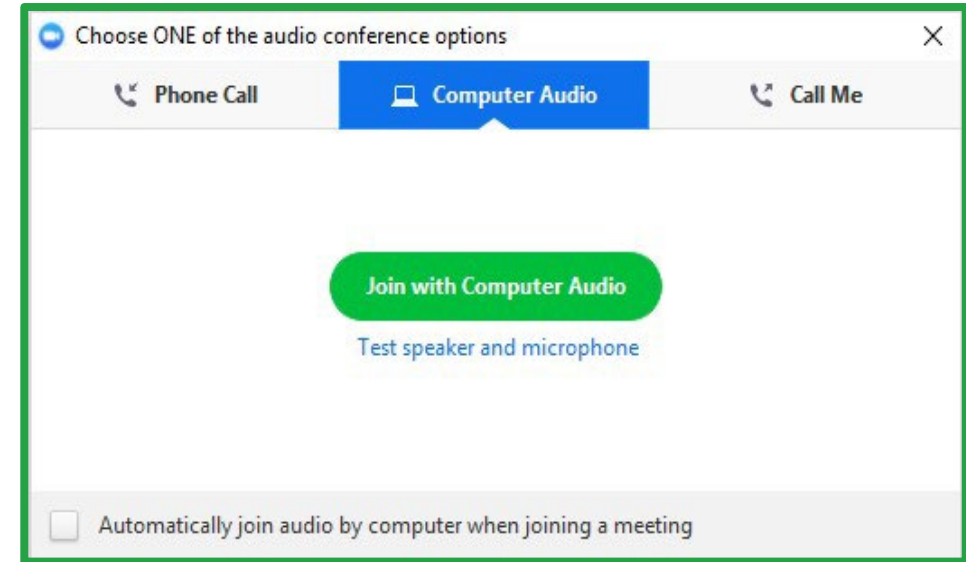 Choose ONE of the audio conference options
Phone Call
Computer Audio
Call Me
Join with Computer Audio
Test speaker and microphone
Automatically join audio by computer when joining a meeting